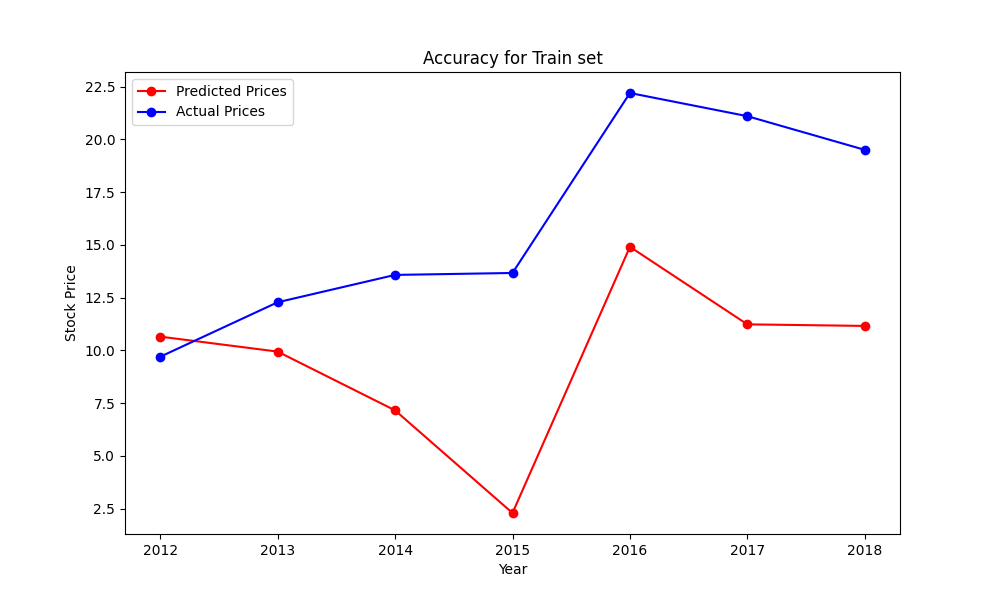 Accuracy for Train set
Predicted Prices
Actual Prices
22.5
20.0
17.5
15.0
12.5
10.0
7.5
5.0
2.5
Stock Price
2012 2013 2014 2015 2016 2017 2018
Year